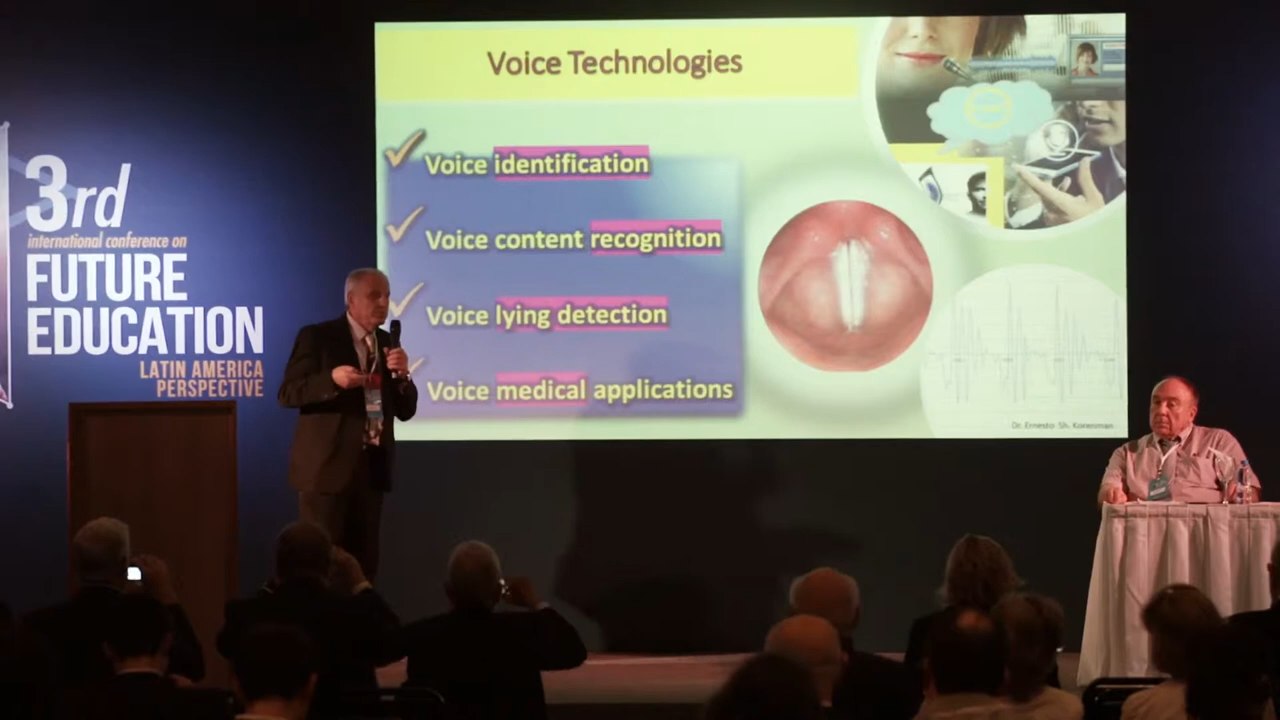 3rd
international conference on
FUTURE
EDUCATION
LATIN AMERICA
PERSPECTIVE
Voice Technologies
Voice identification
Voice content recognition
Voice lying detection
Voice medical applications
Dr. Ernesto Sh. Korenman